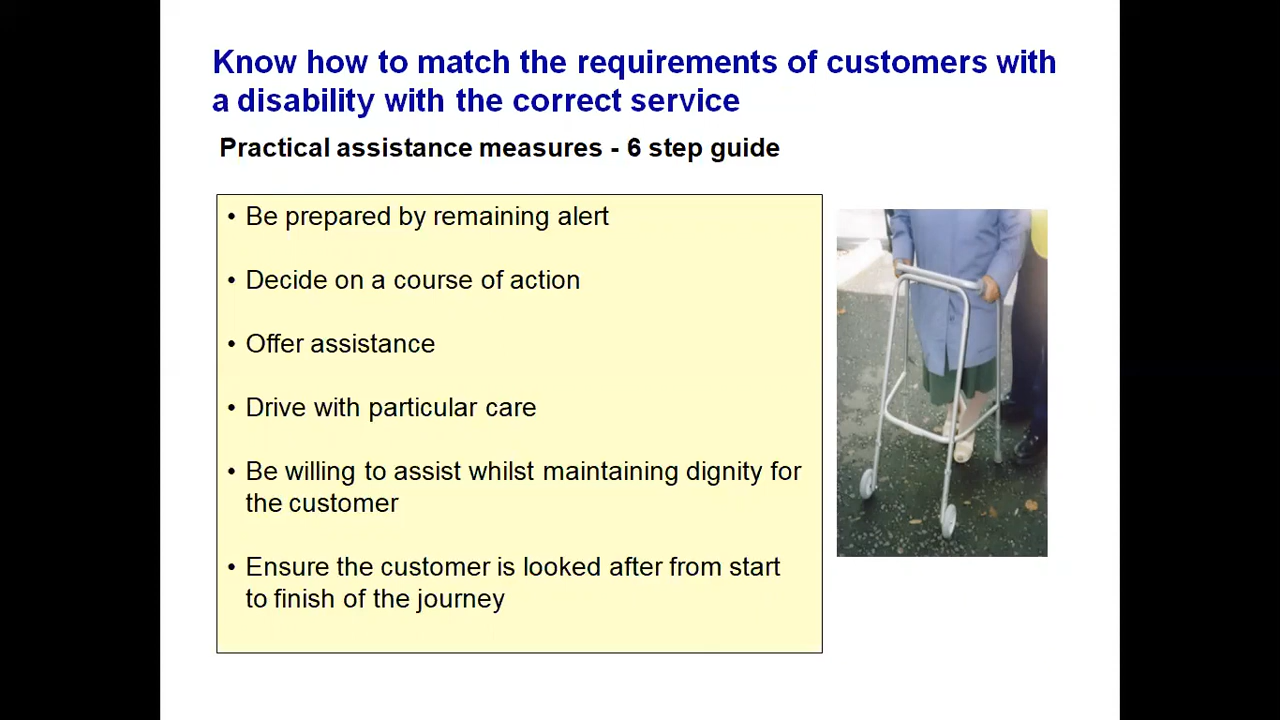 Know how to match the requirements of customers with
a disability with the correct service
Practical assistance measures - 6 step guide
• Be prepared by remaining alert
• Decide on a course of action
• Offer assistance
• Drive with particular care
• Be willing to assist whilst maintaining dignity for
the customer
• Ensure the customer is looked after from start
to finish of the journey